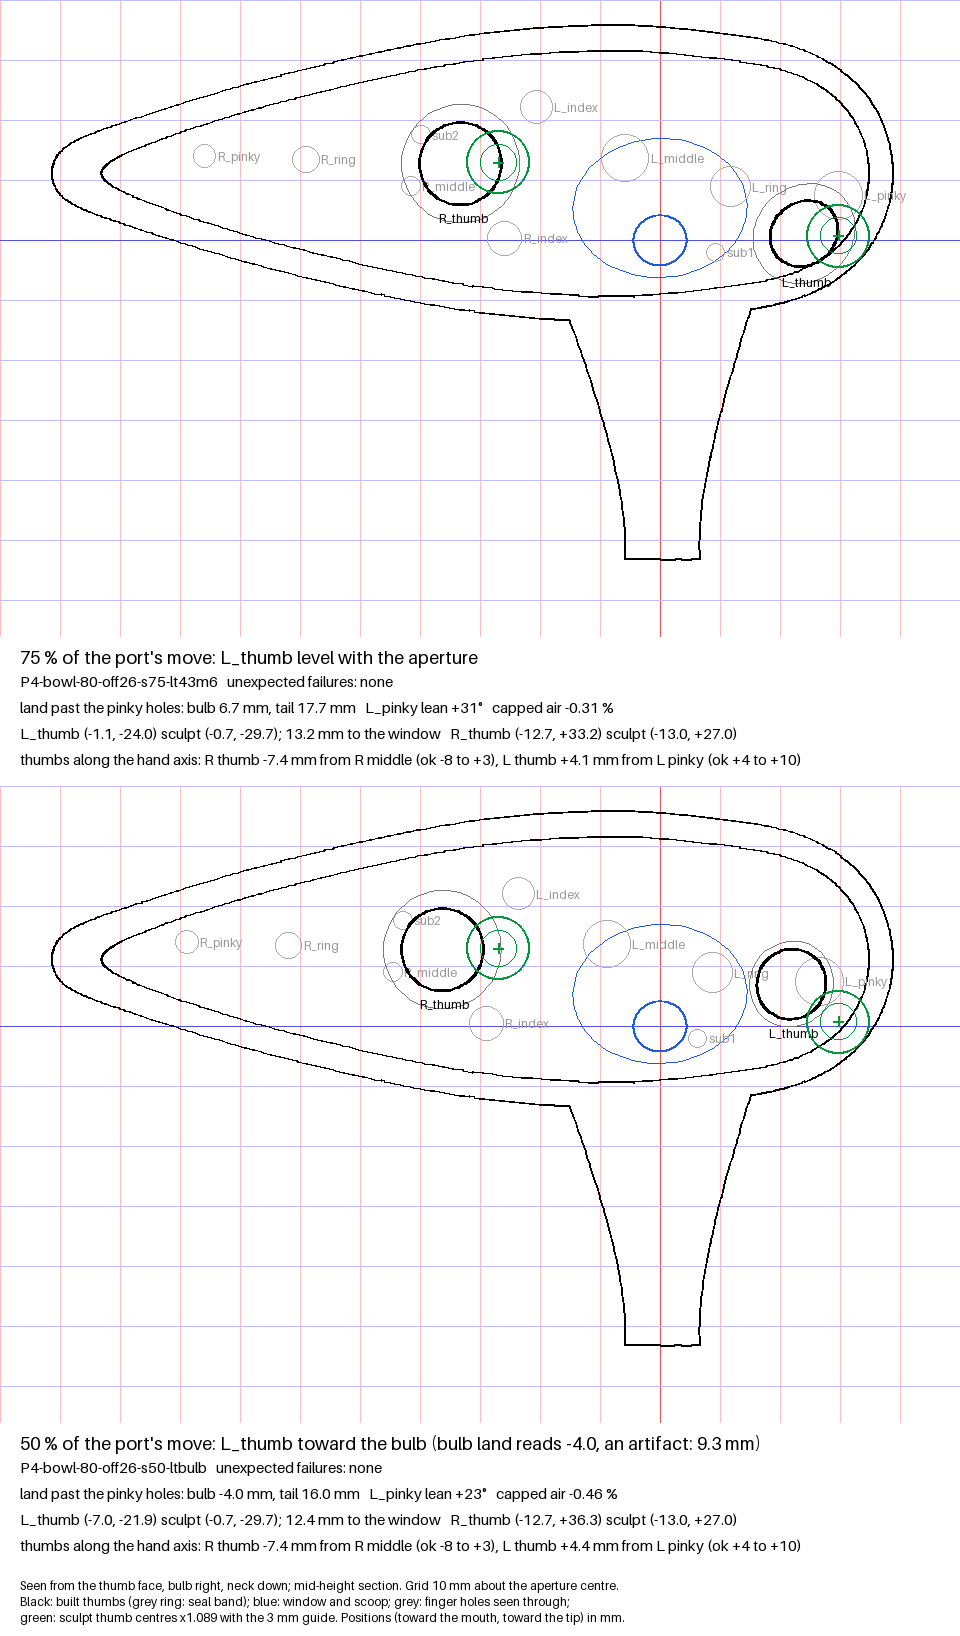 L_index
sub2
L_middle
R_pinky
R_ring
_middle
L_ring
L_pinky
R_thumb
R_index
sub1
L_thumb
75 % of the port's move: L_thumb level with the aperture
P4-bowl-80-off26-s75-lt43m6 unexpected failures: none
land past the pinky holes: bulb 6.7 mm, tail 17.7 mm L_pinky lean +31° capped air -0.31 %
L_thumb (-1.1, -24.0) sculpt (-0.7, -29.7); 13.2 mm to the window R_thumb (-12.7, +33.2) sculpt (-13.0, +27.0)
thumbs along the hand axis: R thumb -7.4 mm from R middle (ok -8 to +3), L thumb +4.1 mm from L pinky (ok +4 to +10)
L_index
sub2
R_pinky
R_ring
L_middle
_middle
L_ring
L_pinky
R_thumb
R_index
L_thumb
sub1
50 % of the port's move: L_thumb toward the bulb (bulb land reads -4.0, an artifact: 9.3 mm)
P4-bowl-80-off26-s50-ltbulb unexpected failures: none
land past the pinky holes: bulb -4.0 mm, tail 16.0 mm L_pinky lean +23° capped air -0.46 %
L_thumb (-7.0, -21.9) sculpt (-0.7, -29.7); 12.4 mm to the window R_thumb (-12.7, +36.3) sculpt (-13.0, +27.0)
thumbs along the hand axis: R thumb -7.4 mm from R middle (ok -8 to +3), L thumb +4.4 mm from L pinky (ok +4 to +10)
Seen from the thumb face, bulb right, neck down; mid-height section. Grid 10 mm about the aperture centre.
Black: built thumbs (grey ring: seal band); blue: window and scoop; grey: finger holes seen through;
green: sculpt thumb centres x1.089 with the 3 mm guide. Positions (toward the mouth, toward the tip) in mm.